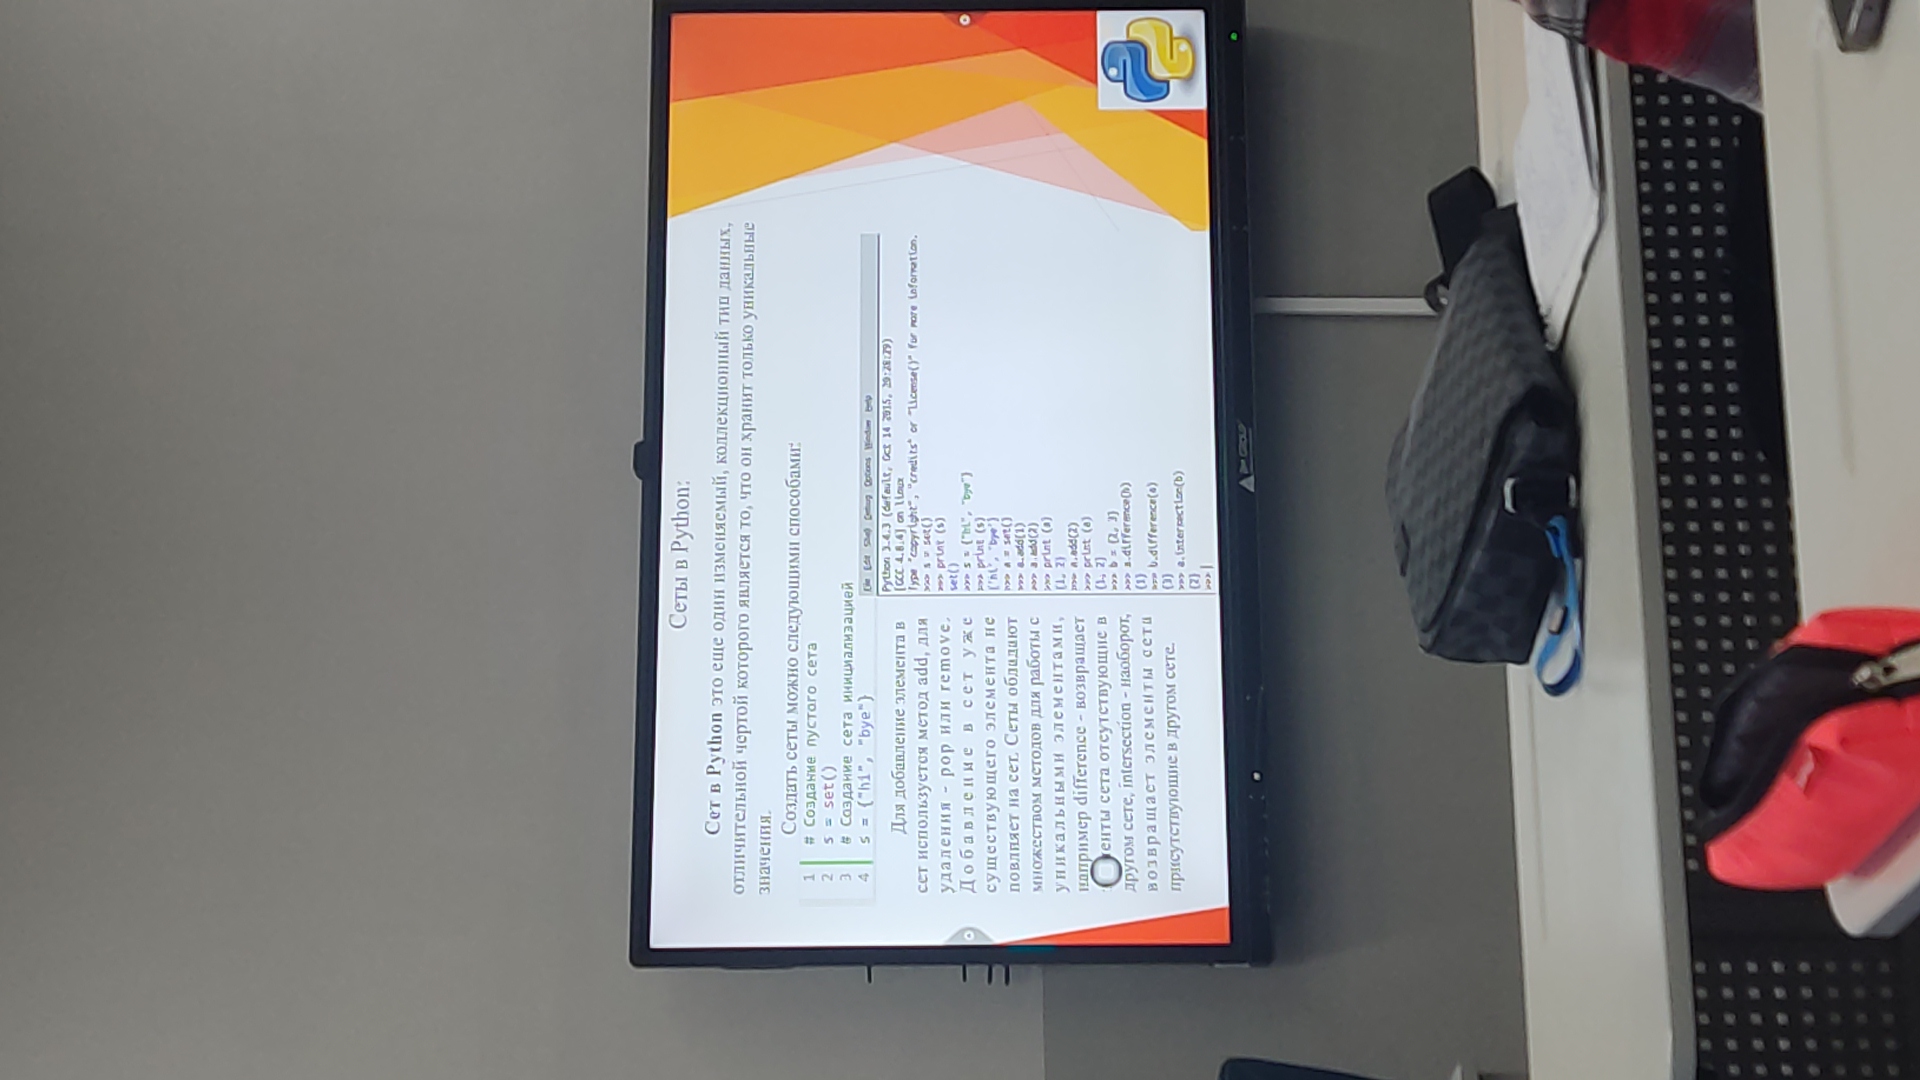 Сеты в Python:
Сет в Python это еще один изменяемый, коллекционный тип данных,
отличительной чертой которого является то, что он хранит только уникальные
значения.
Создать сеты можно следующими способами:
1 # Создание пустого сета
2 s = set()
3 # Создание сета инициализацией
4 s = {"hi", "bye"}
Для добавление элемента в
сет используется метод add, для
удаления - pop или remove.
Добавление в сет уже
существующего элемента не
повлияет на сет. Сеты обладают
множеством методов для работы с
уникальными элементами,
например difference - возвращает
енты сета отсутствующие в
другом сете, intersection - наоборот,
возвращает элементы сета
присутствующие в другом сете.
File Edit Shell Debug Options Window Help
Python 3.4.3 (default, Oct 14 2015, 20:28:29)
[GCC 4.8.4] on linux
Type "copyright", "credits" or "license()" for more information.
>>> s = set()
>>> print (s)
set()
>>> s = {"hi", "bye"}
>>> print (s)
{'hi', 'bye'}
>>> a = set()
>>> a.add(1)
>>> a.add(2)
>>> print (a)
{1, 2}
>>> a.add(2)
>>> print (a)
{1, 2}
>>> b = {2, 3}
>>> a.difference(b)
{1}
>>> b.difference(a)
{3}
>>> a.intersection(b)
{2}
>>>